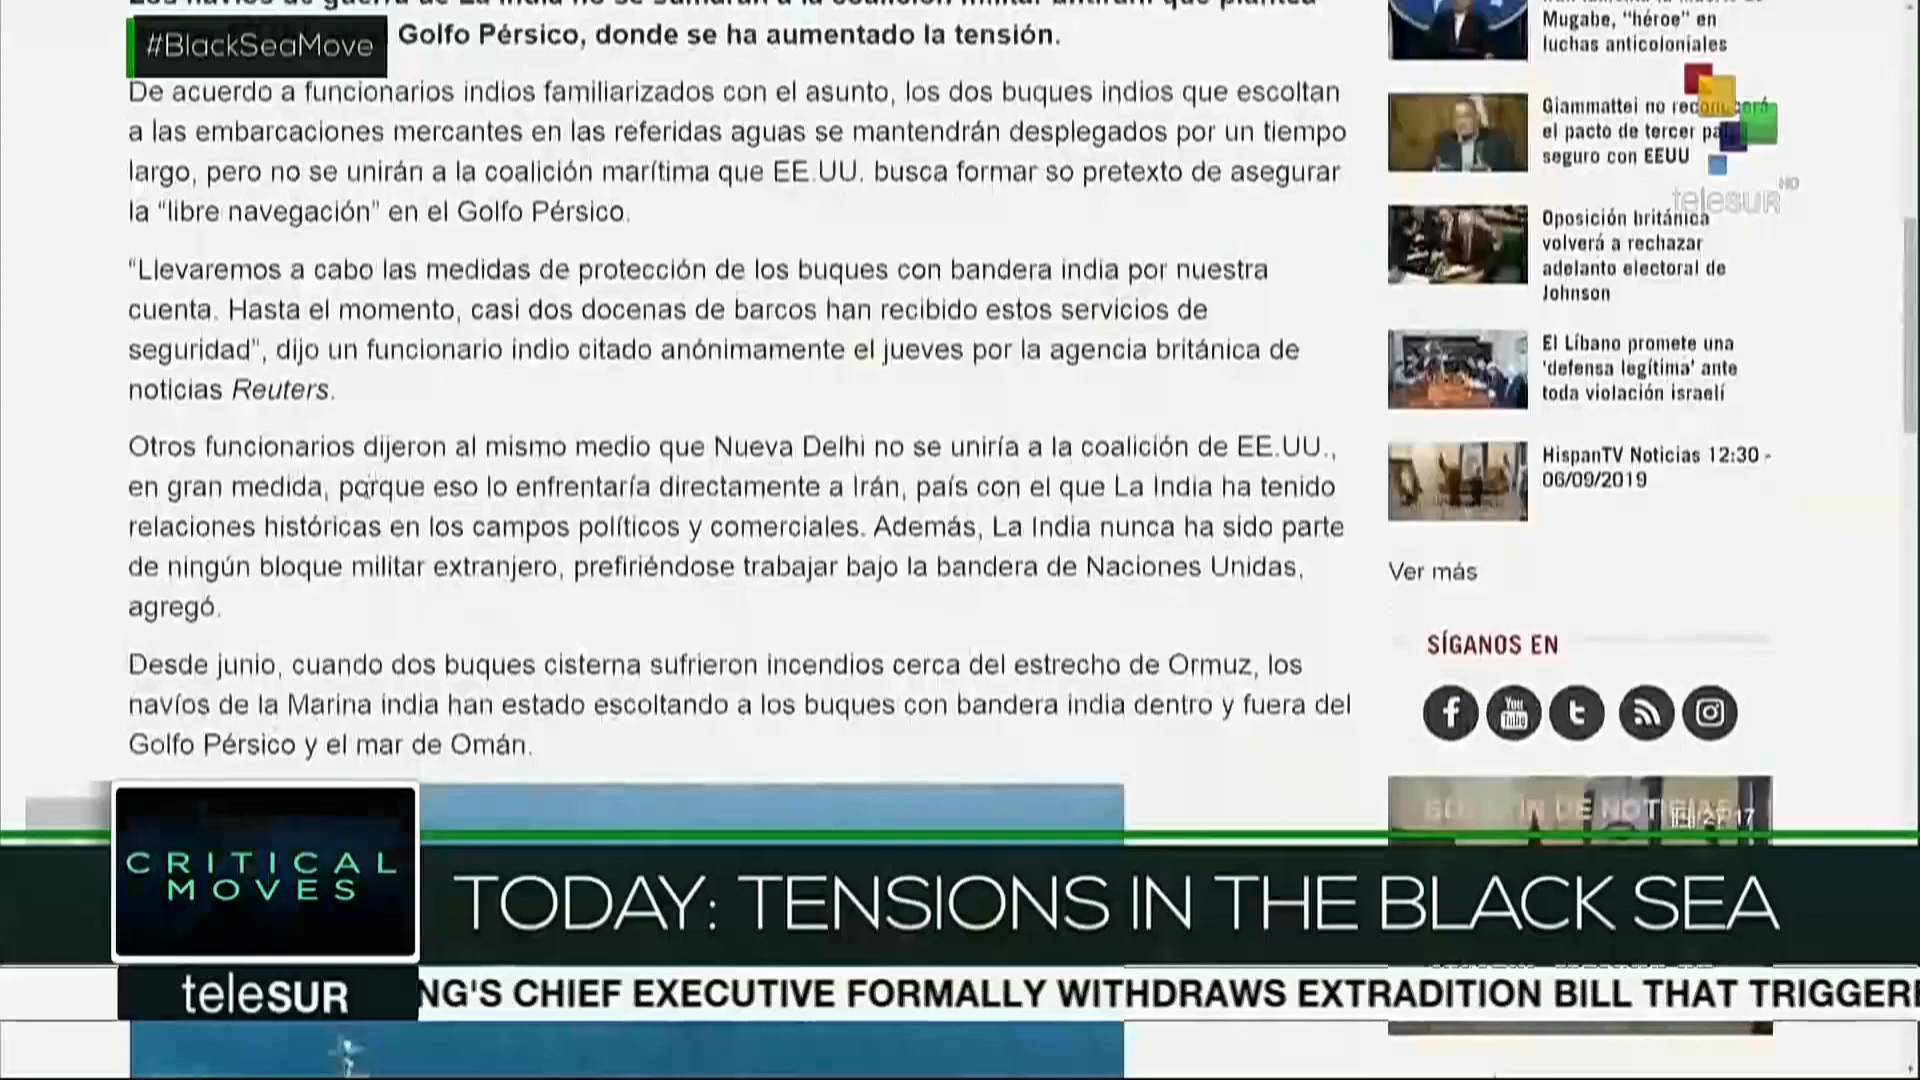 #BlackSeaMove
Golfo Pérsico, donde se ha aumentado la tensión.
De acuerdo a funcionarios indios familiarizados con el asunto, los dos buques indios que escoltan
a las embarcaciones mercantes en las referidas aguas se mantendrán desplegados por un tiempo
largo, pero no se unirán a la coalición marítima que EE.UU. busca formar so pretexto de asegurar
la “libre navegación” en el Golfo Pérsico.
“Llevaremos a cabo las medidas de protección de los buques con bandera india por nuestra
cuenta. Hasta el momento, casi dos docenas de barcos han recibido estos servicios de
seguridad”, dijo un funcionario indio citado anónimamente el jueves por la agencia británica de
noticias Reuters.
Otros funcionarios dijeron al mismo medio que Nueva Delhi no se uniría a la coalición de EE.UU.,
en gran medida, porque eso lo enfrentaría directamente a Irán, país con el que La India ha tenido
relaciones históricas en los campos políticos y comerciales. Además, La India nunca ha sido parte
de ningún bloque militar extranjero, prefiriéndose trabajar bajo la bandera de Naciones Unidas,
agregó.
Desde junio, cuando dos buques cisterna sufrieron incendios cerca del estrecho de Ormuz, los
navíos de la Marina india han estado escoltando a los buques con bandera india dentro y fuera del
Golfo Pérsico y el mar de Omán.
Mugabe, “héroe” en
luchas anticoloniales
Giammattei no reconocerá
el pacto de tercer país
seguro con EEUU
teleSUR HD
Oposición británica
volverá a rechazar
adelanto electoral de
Johnson
El Líbano promete una
'defensa legítima' ante
toda violación israelí
HispanTV Noticias 12:30 -
06/09/2019
Ver más
SÍGANOS EN
You
Tube
CRITICAL
MOVES
TODAY: TENSIONS IN THE BLACK SEA
teleSUR
NG'S CHIEF EXECUTIVE FORMALLY WITHDRAWS EXTRADITION BILL THAT TRIGGER